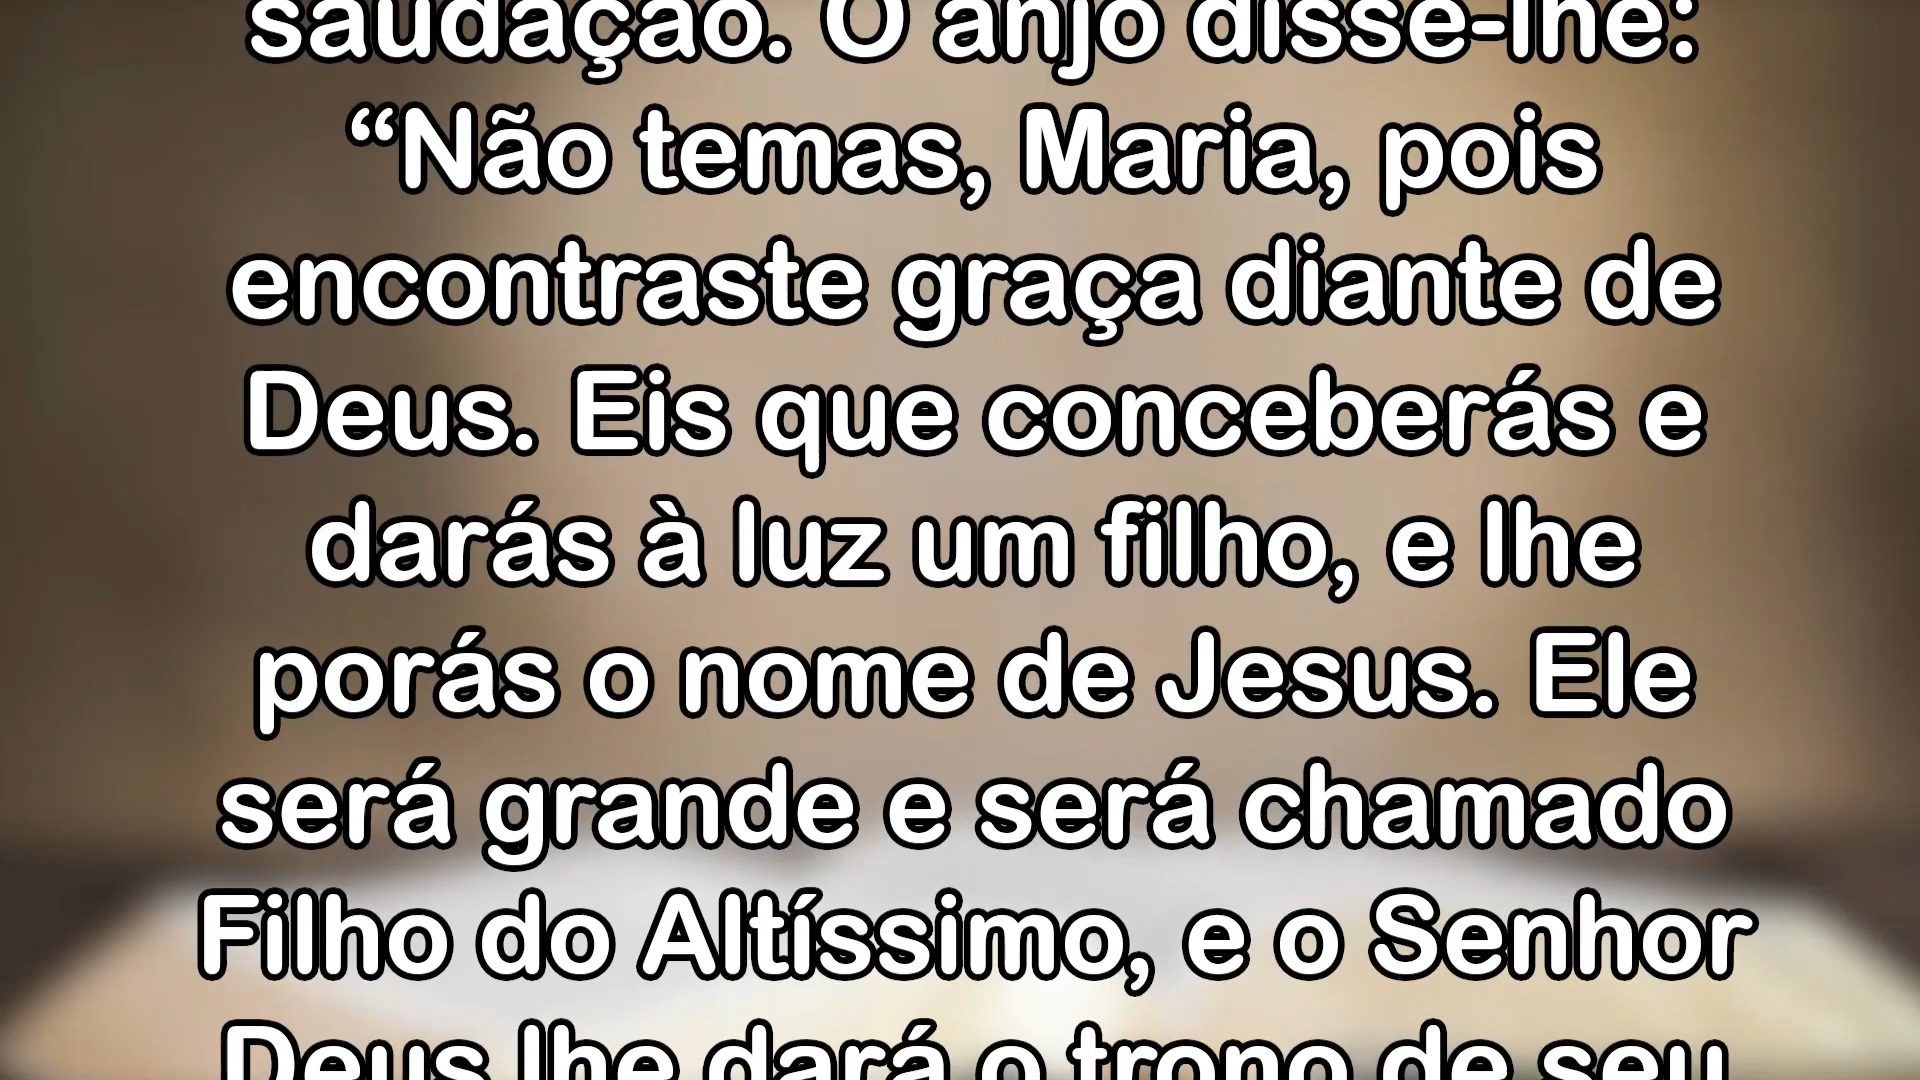 saudação. O anjo disse-lhe:
“Não temas, Maria, pois
encontraste graça diante de
Deus. Eis que conceberás e
darás à luz um filho, e lhe
porás o nome de Jesus. Ele
será grande e será chamado
Filho do Altíssimo, e o Senhor
Deus lhe dará o trono de seu